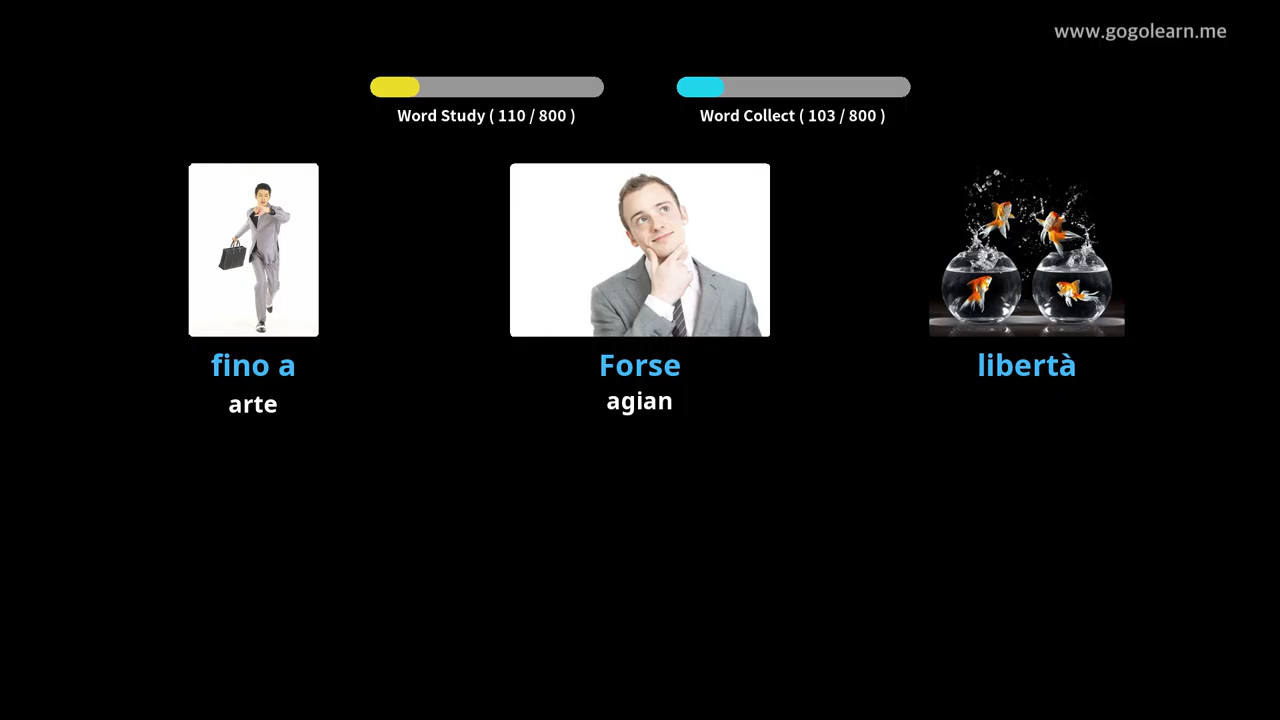 www.gogolearn.me
Word Study ( 110 / 800 )
Word Collect ( 103 / 800 )
fino a
arte
Forse
agian
libertà